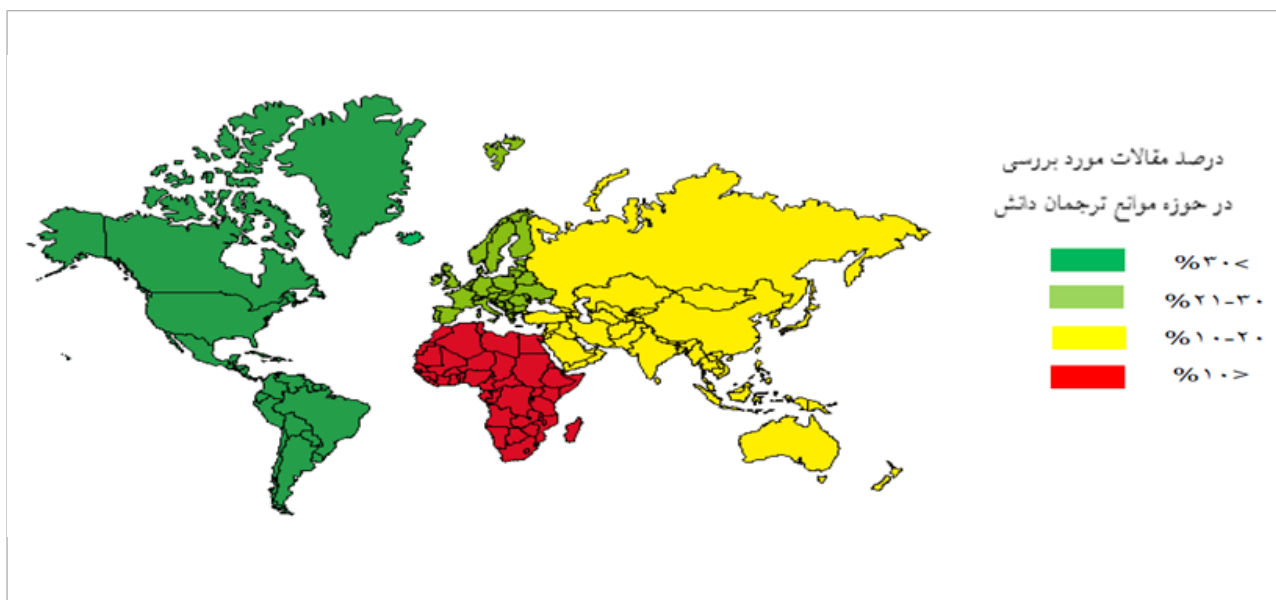 درصد مقالات مورد بررسی
در حوزه موانع ترجمان دانش
%۳۰<
%۲۱-۳۰
%۱۰-۲۰
%۱۰>